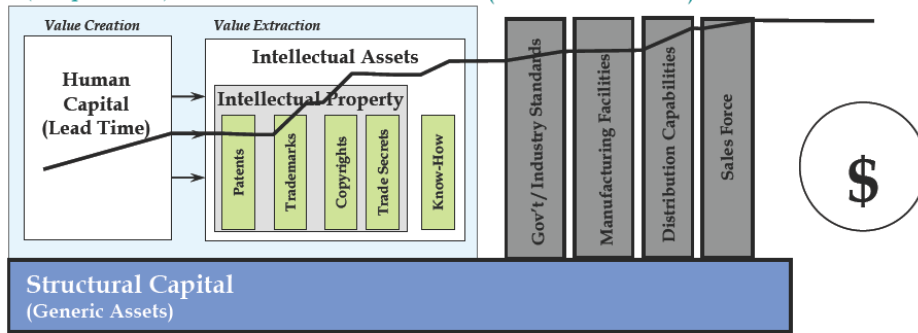 Value Creation
Value Extraction
Human
Capital
(Lead Time)
Intellectual Assets
Intellectual Property
Patents
Trademarks
Copyrights
Trade Secrets
Know-How
Gov't / Industry Standards
Manufacturing Facilities
Distribution Capabilities
Sales Force
$
Structural Capital
(Generic Assets)